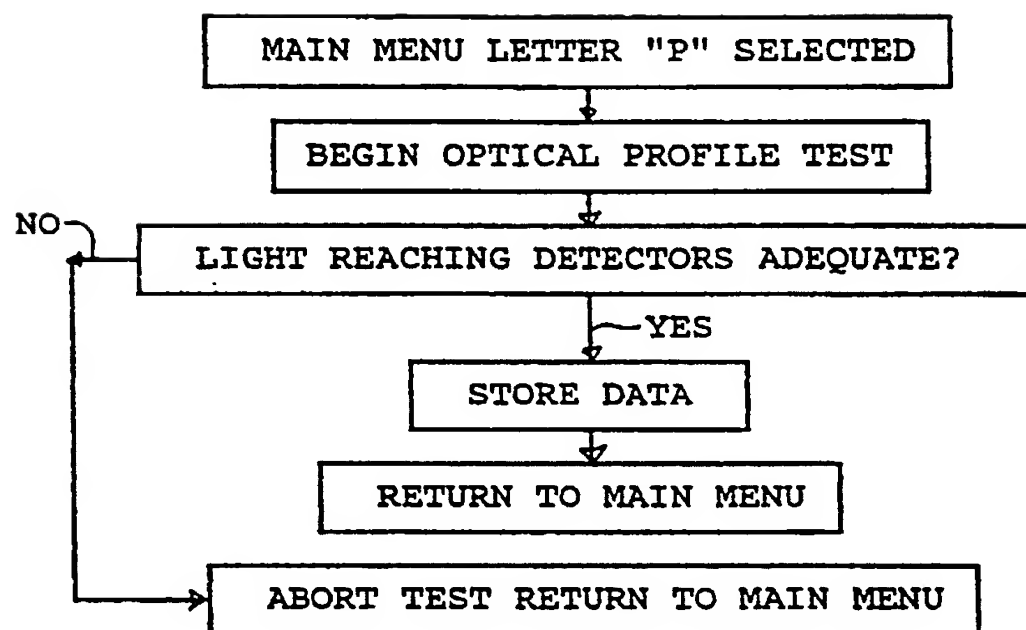 MAIN MENU LETTER "P" SELECTED
BEGIN OPTICAL PROFILE TEST
NO
LIGHT REACHING DETECTORS ADEQUATE?
YES
STORE DATA
RETURN TO MAIN MENU
ABORT TEST RETURN TO MAIN MENU